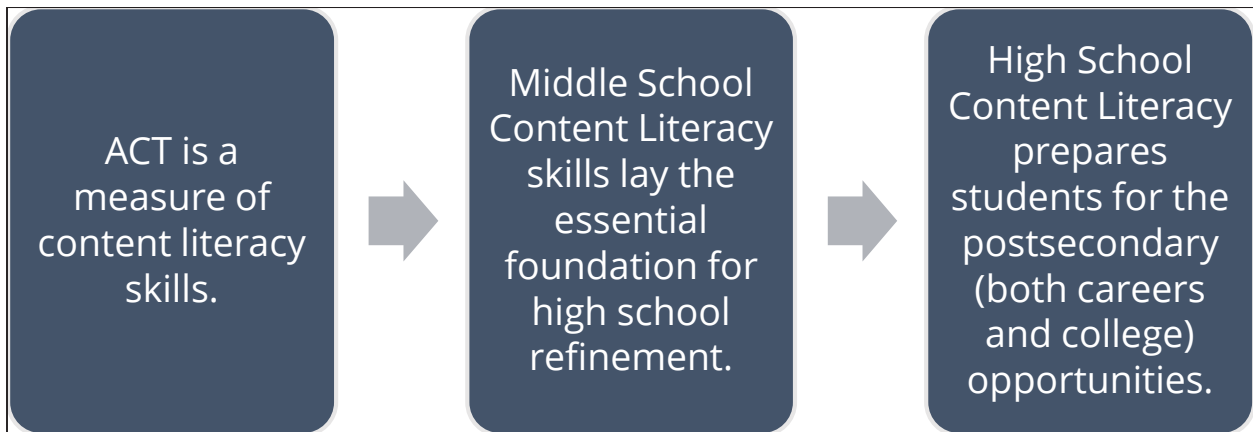 ACT is a
measure of
content literacy
skills.
Middle School
Content Literacy
skills lay the
essential
foundation for
high school
refinement.
High School
Content Literacy
prepares
students for the
postsecondary
(both careers
and college)
opportunities.